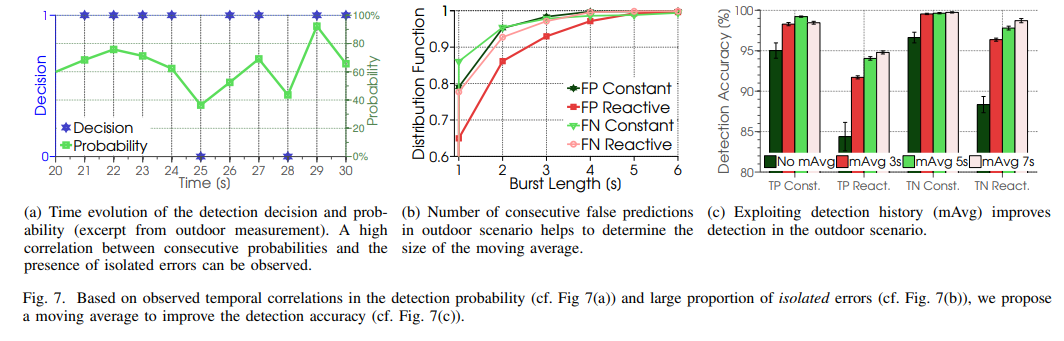 1
100%
80
60
40
20
0
0%
Decision
Probability
Decision
Probability
20 21 22 23 24 25 26 27 28 29 30
Time (s)
1
0.9
0.8
0.7
0.6
Distribution Function
FP Constant
FP Reactive
FN Constant
FN Reactive
1 2 3 4 5 6
Burst Length (s)
100
95
90
85
80
Detection Accuracy (%)
No mAvg mAvg 3s mAvg 5s mAvg 7s
TP Const. TP React. TN Const. TN React.
(a) Time evolution of the detection decision and prob-
ability (excerpt from outdoor measurement). A high
correlation between consecutive probabilities and the
presence of isolated errors can be observed.
(b) Number of consecutive false predictions
in outdoor scenario helps to determine the
size of the moving average.
(c) Exploiting detection history (mAvg) improves
detection in the outdoor scenario.
Fig. 7. Based on observed temporal correlations in the detection probability (cf. Fig 7(a)) and large proportion of isolated errors (cf. Fig. 7(b)), we propose
a moving average to improve the detection accuracy (cf. Fig. 7(c)).